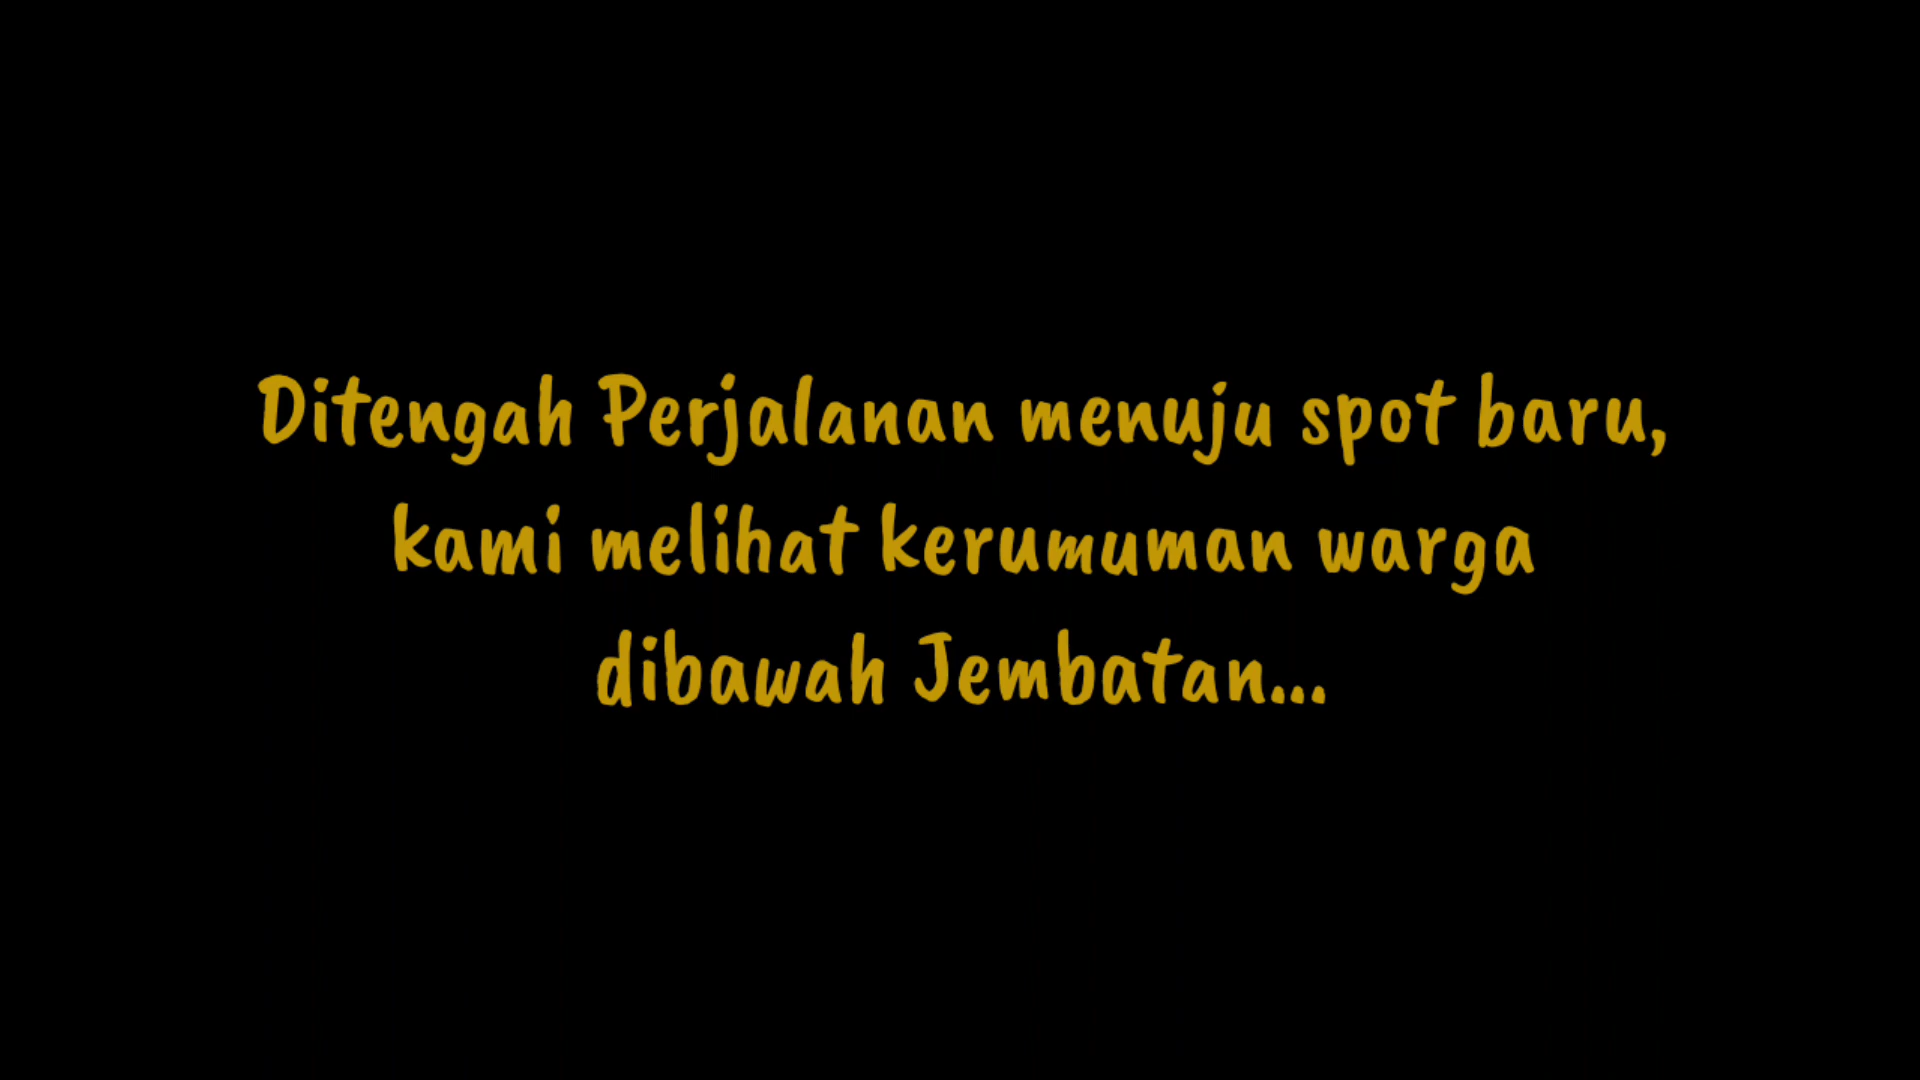 Ditengah Perjalanan menuju spot baru,
kami melihat kerumuman warga
dibawah Jembatan...